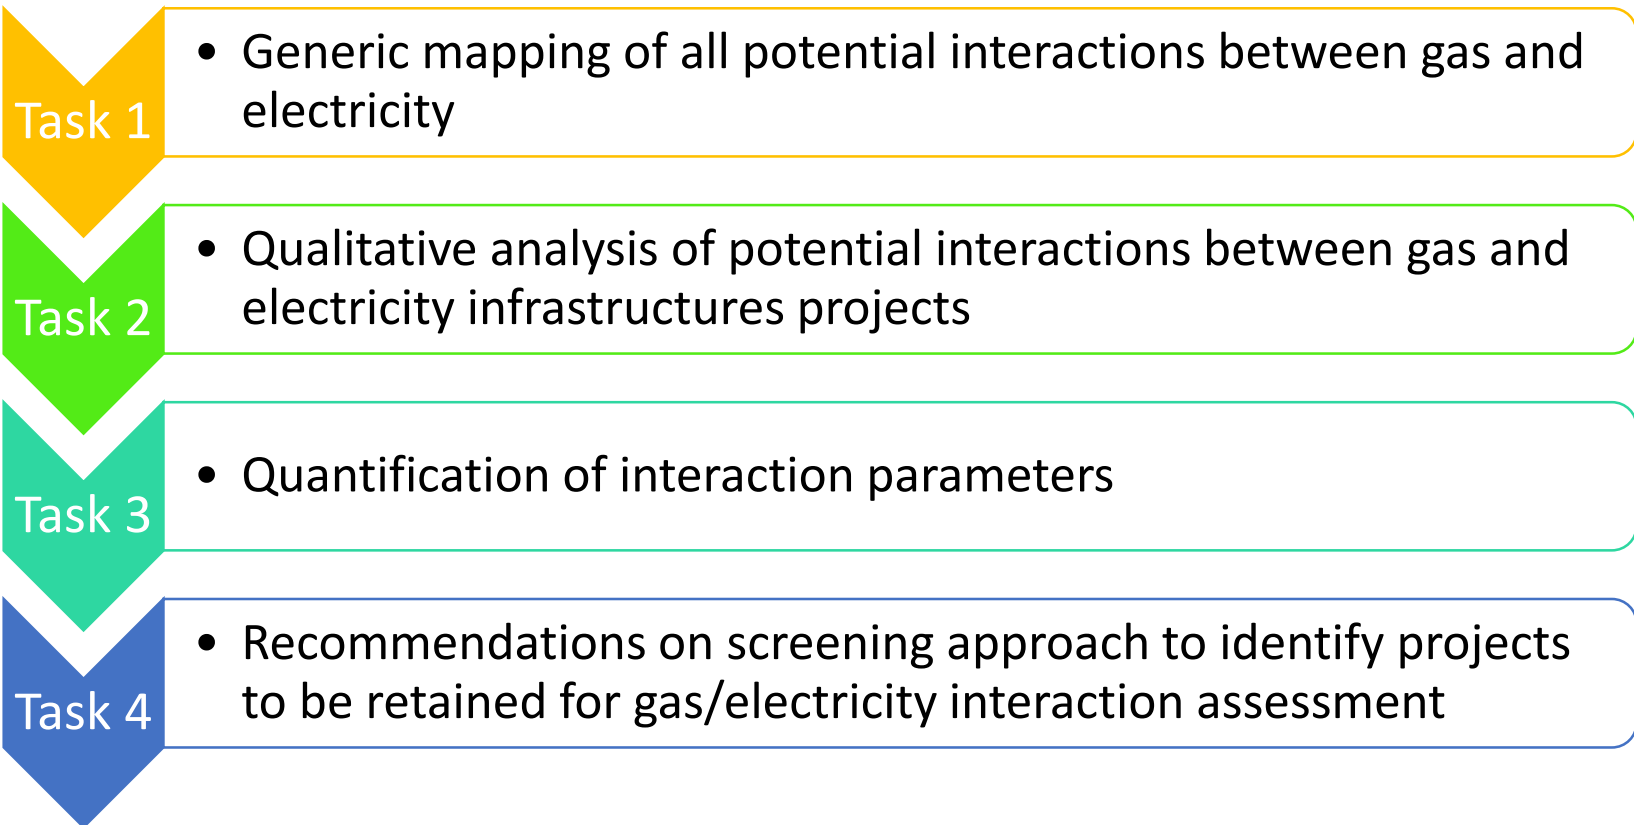 Task 1
• Generic mapping of all potential interactions between gas and
electricity
Task 2
• Qualitative analysis of potential interactions between gas and
electricity infrastructures projects
Task 3
• Quantification of interaction parameters
Task 4
• Recommendations on screening approach to identify projects
to be retained for gas/electricity interaction assessment